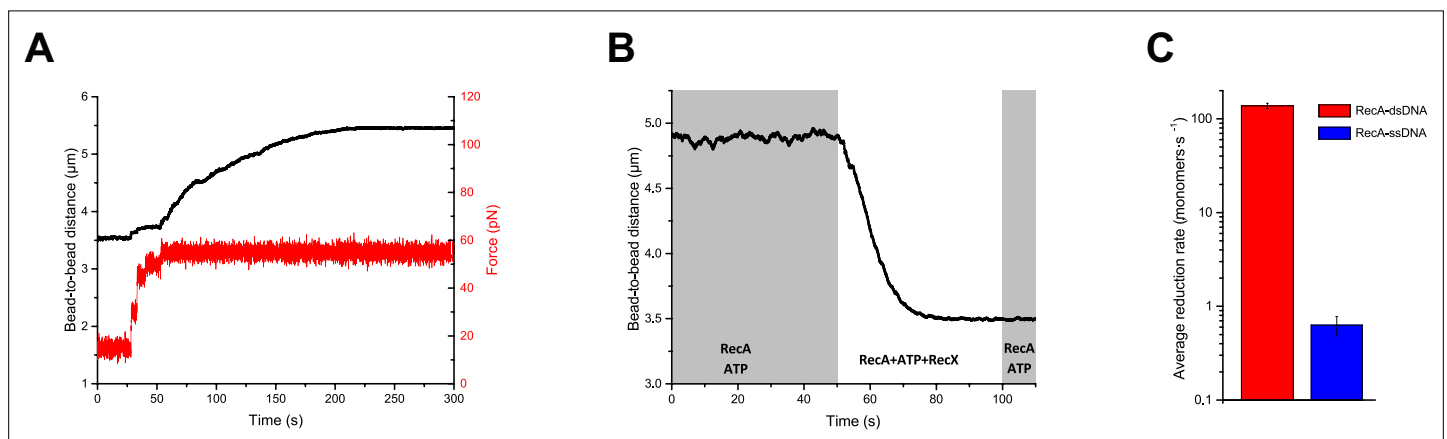 A
Bead-to-bead distance (μm)
6
5
4
3
2
1
120
100
80
60
40
20
0
Force (pN)
0
50
100
150
200
250
300
Time (s)
B
Bead-to-bead distance (μm)
5.0
4.5
4.0
3.5
3.0
RecA
ATP
RecA+ATP+RecX
RecA
ATP
0
20
40
60
80
100
Time (s)
C
Average reduction rate (monomers·s⁻¹)
100
10
1
0.1
RecA-dsDNA
RecA-ssDNA